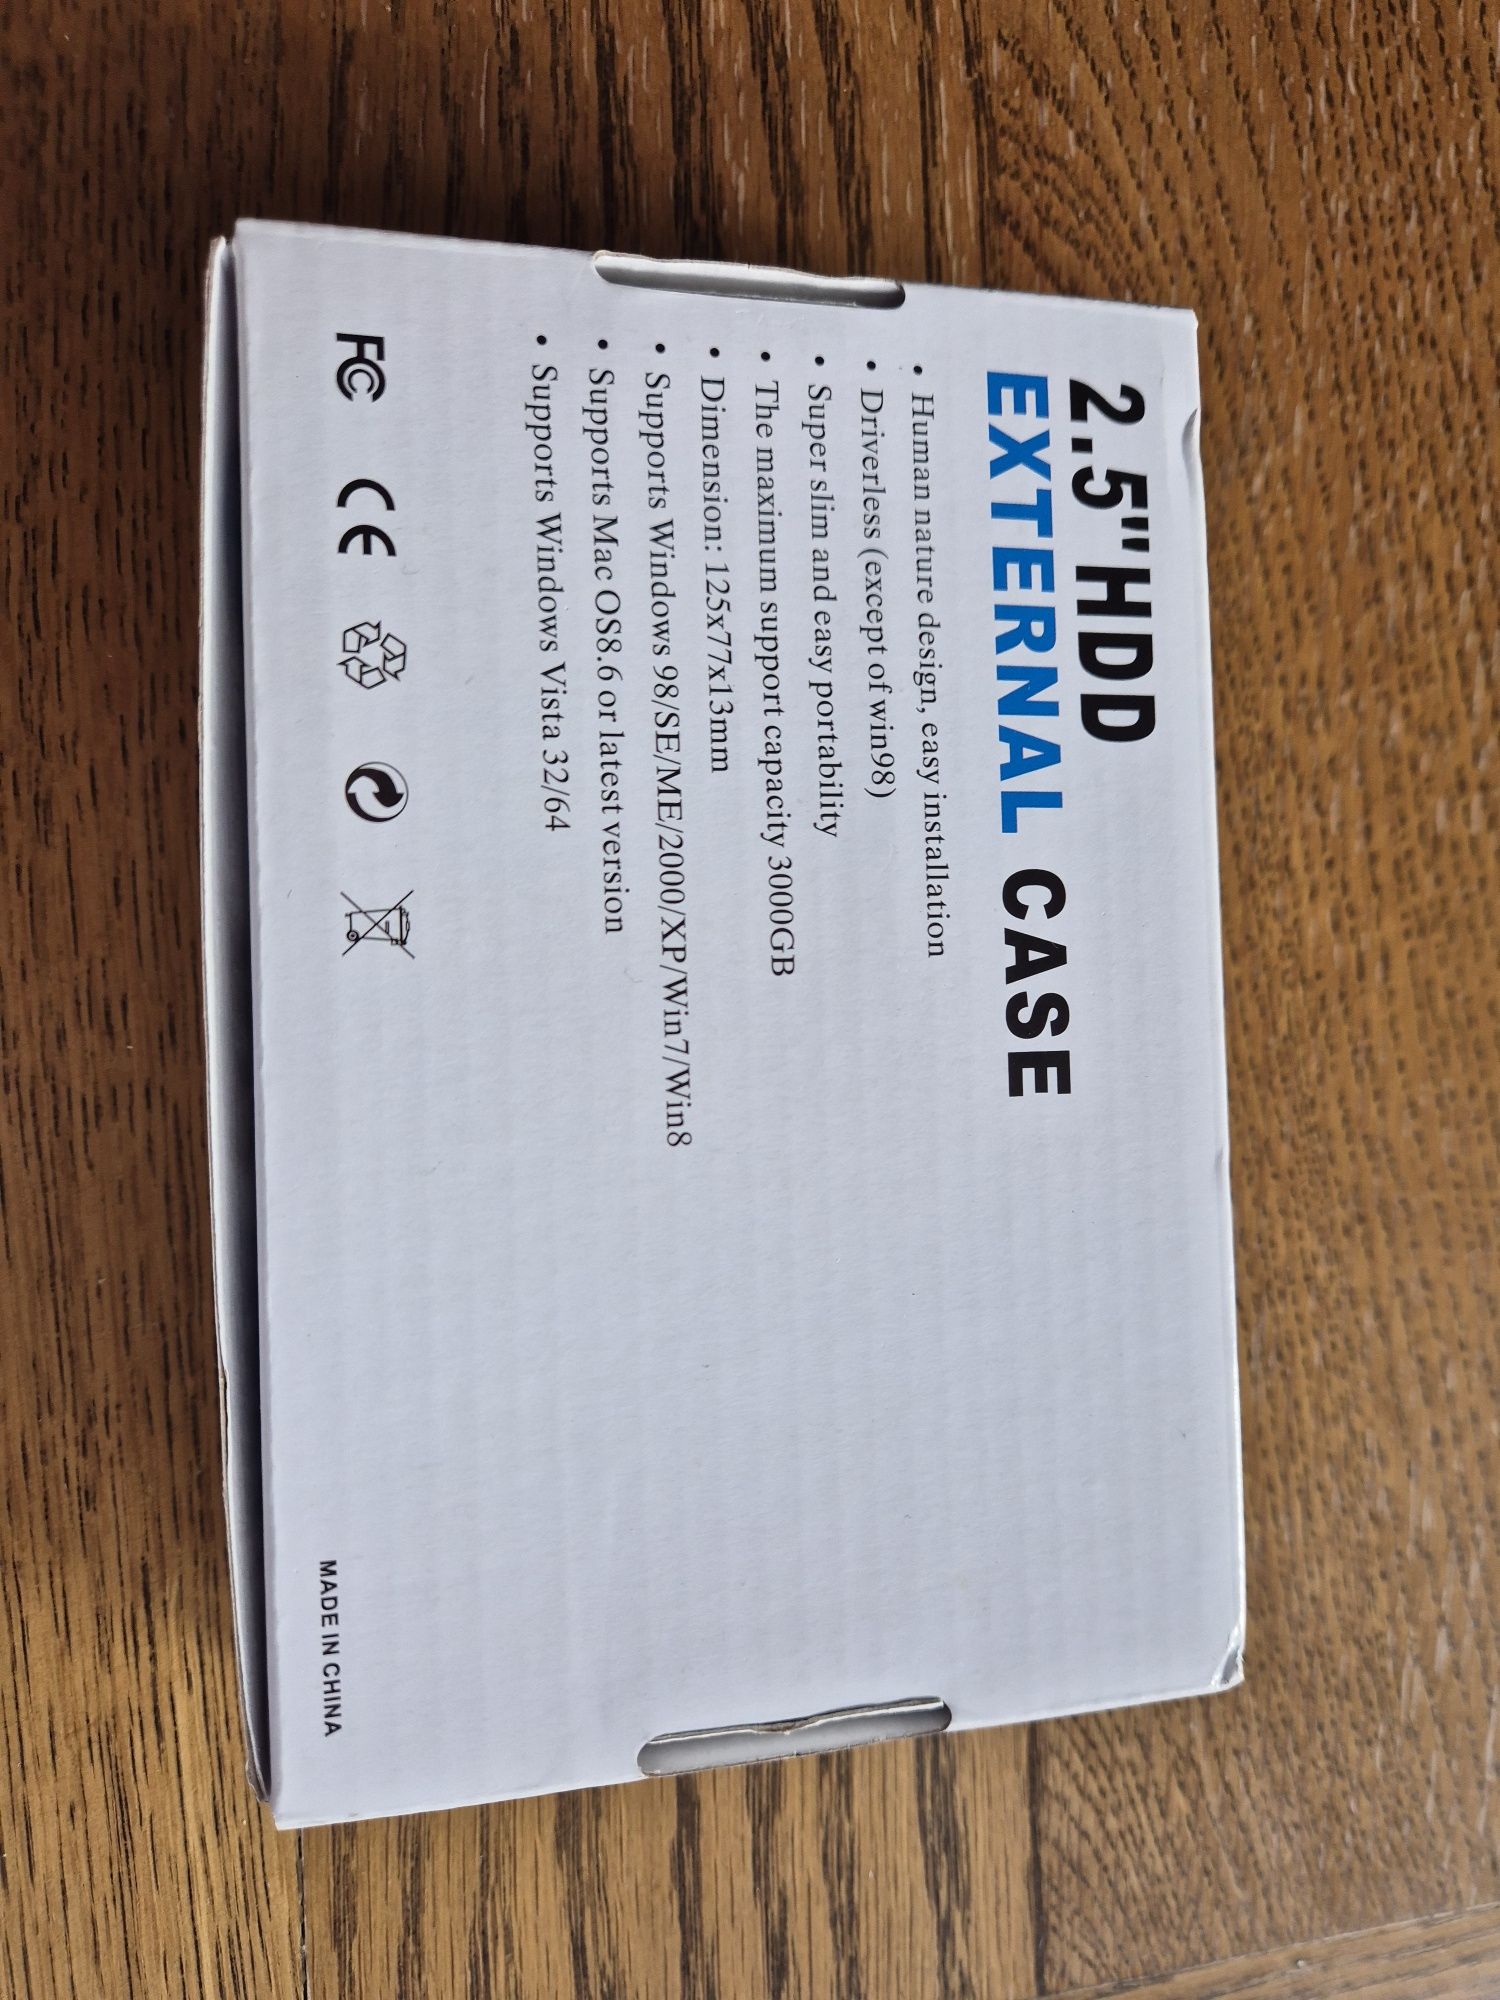 2.5"HDD
EXTERNAL CASE
• Human nature design, easy installation
• Driverless (except of win98)
• Super slim and easy portability
• The maximum support capacity 3000GB
• Dimension: 125x77x13mm
• Supports Windows 98/SE/ME/2000/XP/Win7/Win8
• Supports Mac OS8.6 or latest version
• Supports Windows Vista 32/64
FC CE
MADE IN CHINA